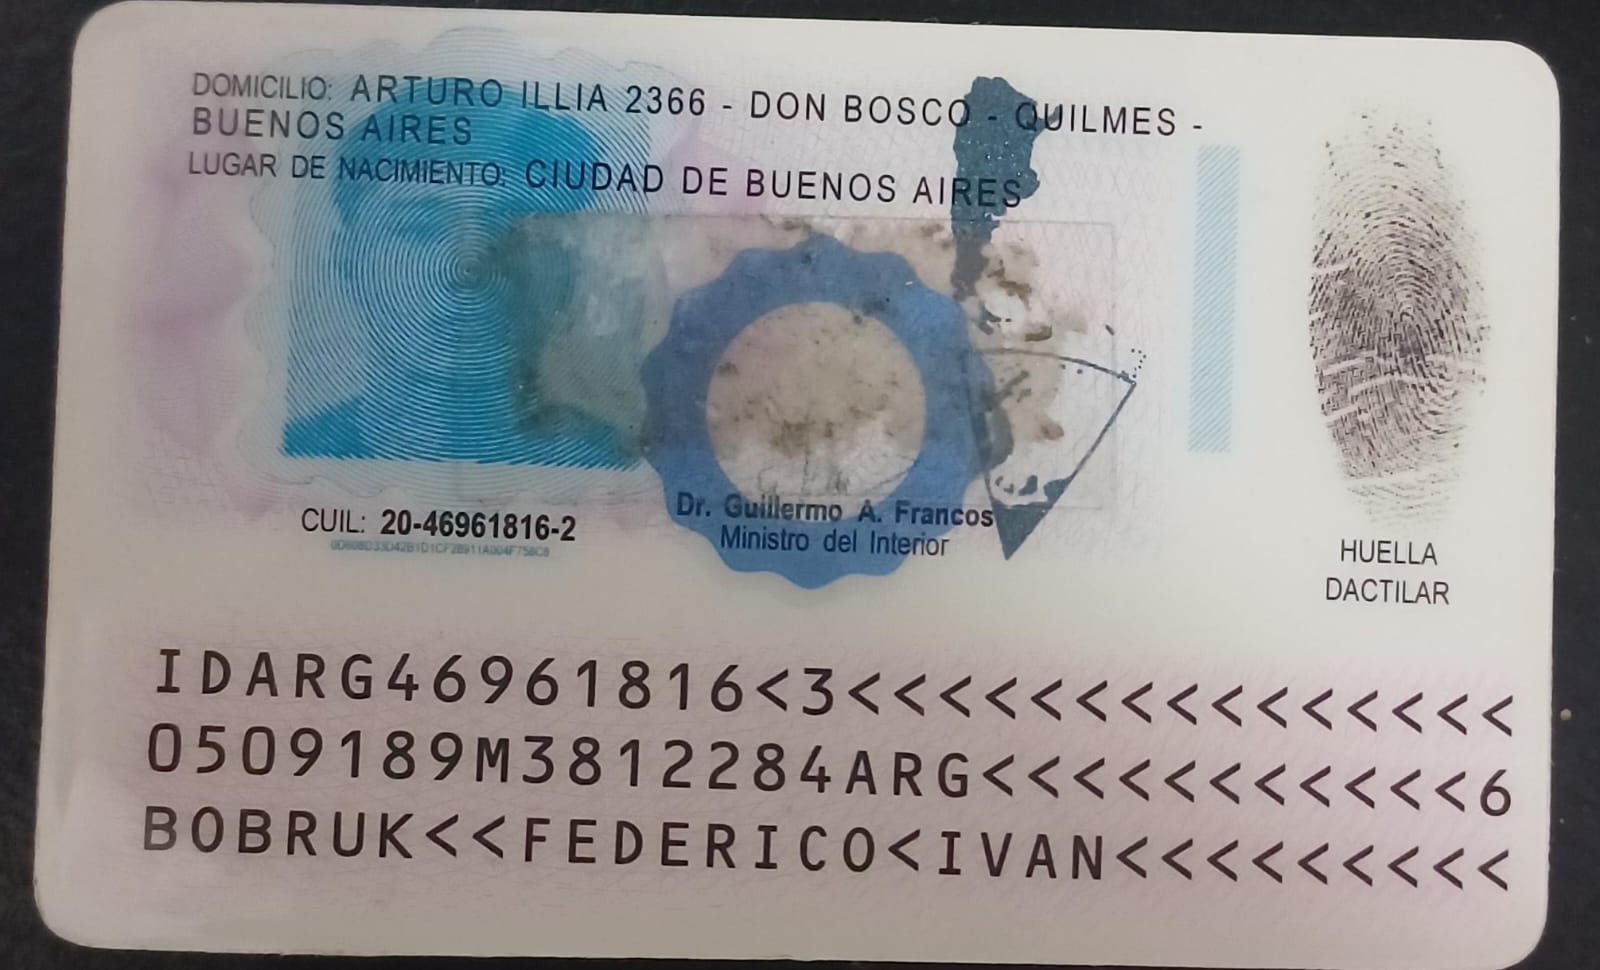 DOMICILIO: ARTURO ILLIA 2366 - DON BOSCO - QUILMES -
BUENOS AIRES
LUGAR DE NACIMIENTO: CIUDAD DE BUENOS AIRES
CUIL: 20-46961816-2
Dr. Guillermo A. Francos
Ministro del Interior
HUELLA
DACTILAR
IDARG46961816<3<<<<<<<<<<<<<<<
0509189M3812284ARG<<<<<<<<<<<6
BOBRUK<<FEDERICO<IVAN<<<<<<<<<